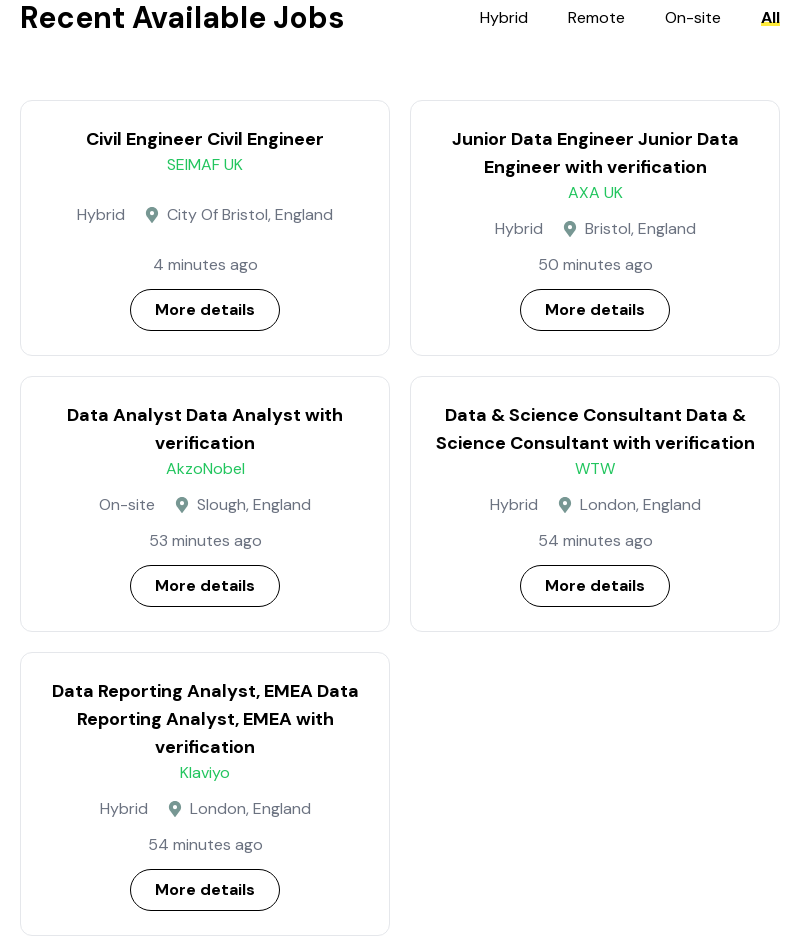 Recent Available Jobs
Hybrid Remote On-site All
Civil Engineer Civil Engineer
SEIMAF UK
Hybrid City Of Bristol, England
4 minutes ago
More details
Junior Data Engineer Junior Data
Engineer with verification
AXA UK
Hybrid Bristol, England
50 minutes ago
More details
Data Analyst Data Analyst with
verification
AkzoNobel
On-site Slough, England
53 minutes ago
More details
Data & Science Consultant Data &
Science Consultant with verification
WTW
Hybrid London, England
54 minutes ago
More details
Data Reporting Analyst, EMEA Data
Reporting Analyst, EMEA with
verification
Klaviyo
Hybrid London, England
54 minutes ago
More details